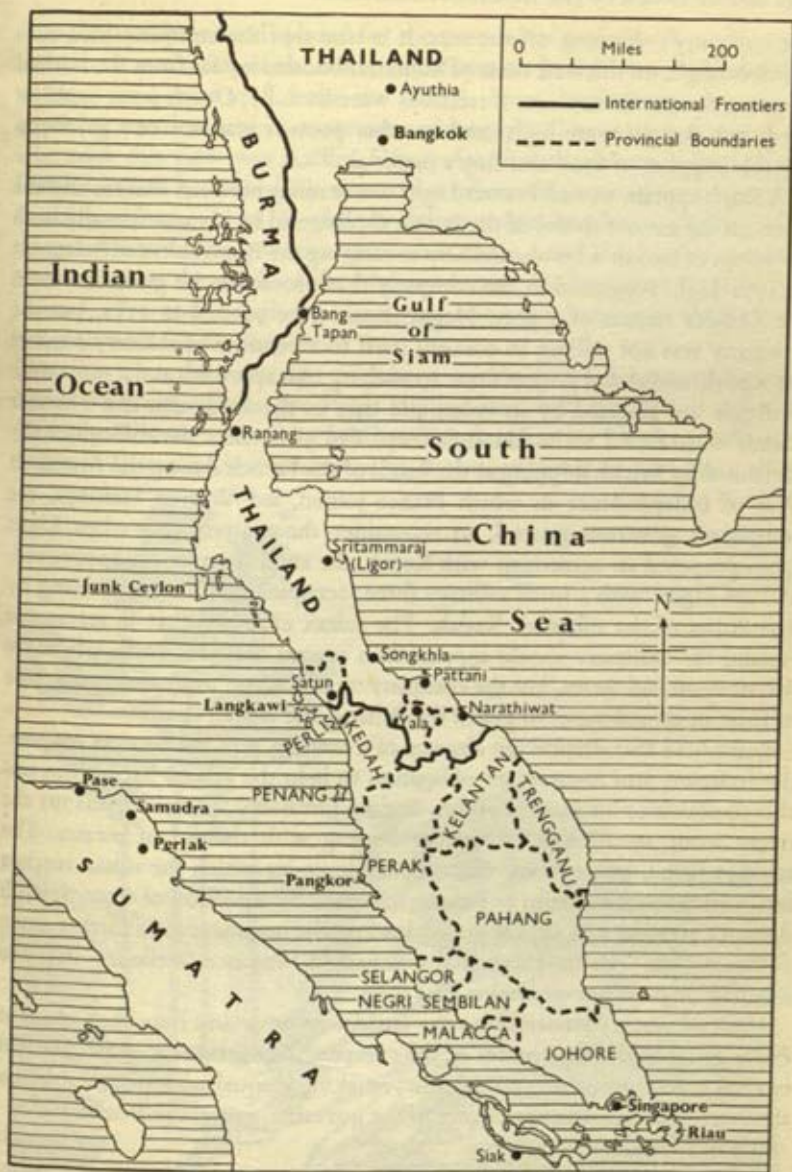 THAILAND
Ayuthia
Bangkok
0 Miles 200
International Frontiers
Provincial Boundaries
BURMA
Indian
Ocean
Gulf
of
Siam
Bang
Tapan
Ranang
South
China
Sea
THAILAND
Sritammaraj
(Ligor)
Junk Ceylon
N
Songkhla
Pattani
Satun
Langkawi
Yala
Narathiwat
PERLIS
KEDAH
PENANG
KELANTAN
TRENGGANU
Pase
Samudra
Perlak
PERAK
Pangkor
PAHANG
SUMATRA
SELANGOR
NEGRI SEMBILAN
MALACCA
JOHORE
Singapore
Riau
Siak